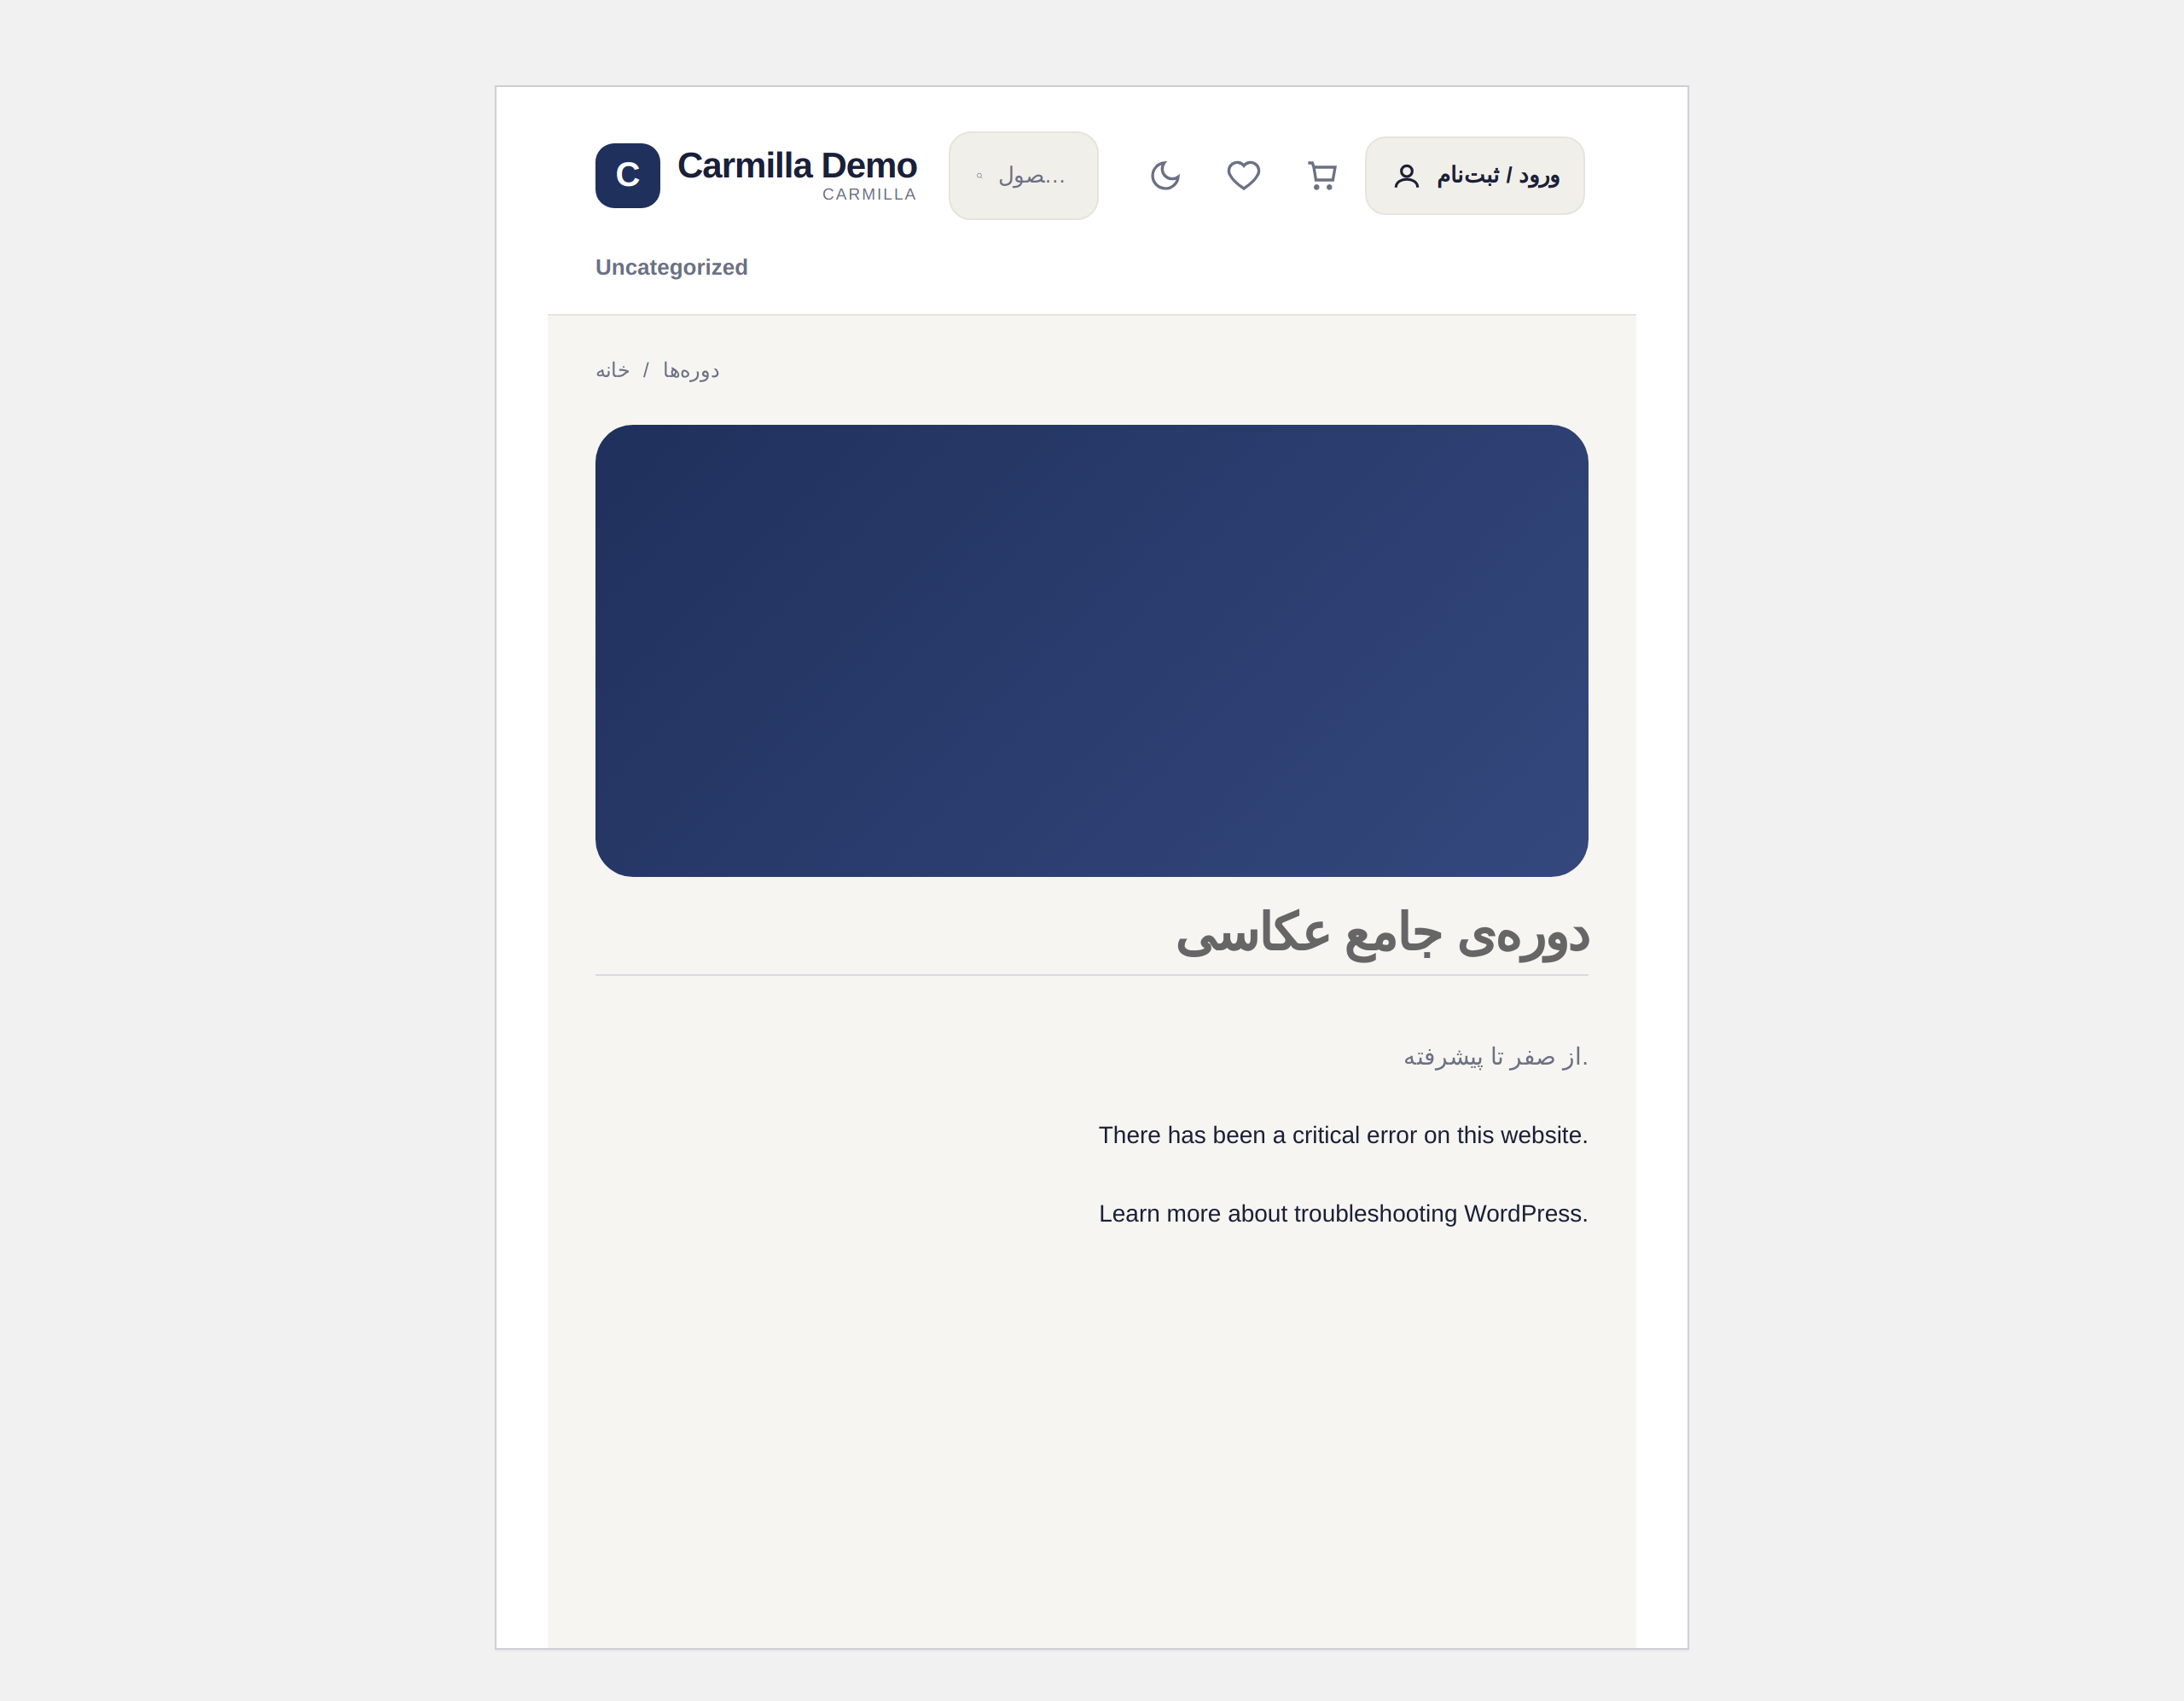 C
Carmilla Demo
CARMILLA
صول...
ورود / ثبت‌نام
Uncategorized
خانه / دوره‌ها
دوره‌ی جامع عکاسی
از صفر تا پیشرفته.
There has been a critical error on this website.
Learn more about troubleshooting WordPress.